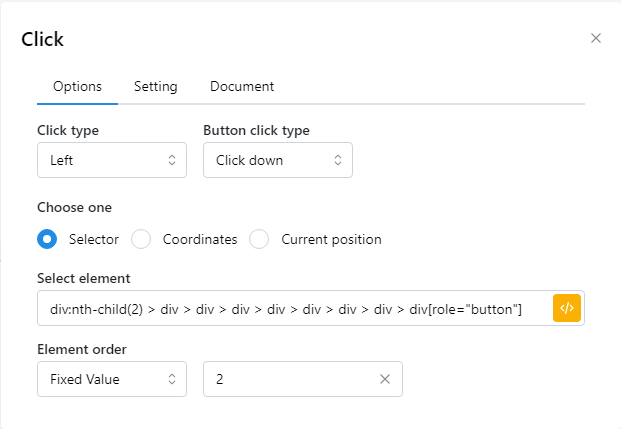 Click
Options Setting Document
Click type Button click type
Left Click down
Choose one
Selector Coordinates Current position
Select element
div:nth-child(2) > div > div > div > div > div > div > div > div[role="button"]
</>
Element order
Fixed Value 2